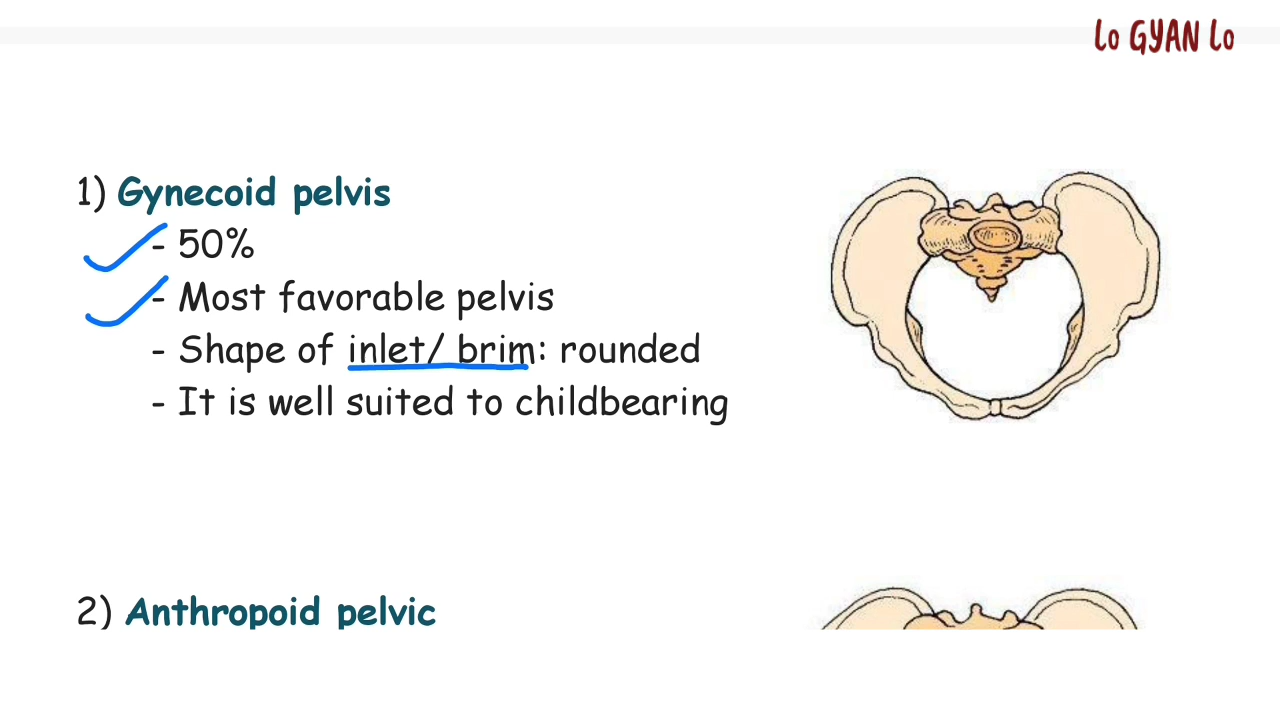 Lo GYAN Lo
1) Gynecoid pelvis
- 50%
- Most favorable pelvis
- Shape of inlet/ brim: rounded
- It is well suited to childbearing
2) Anthropoid pelvic